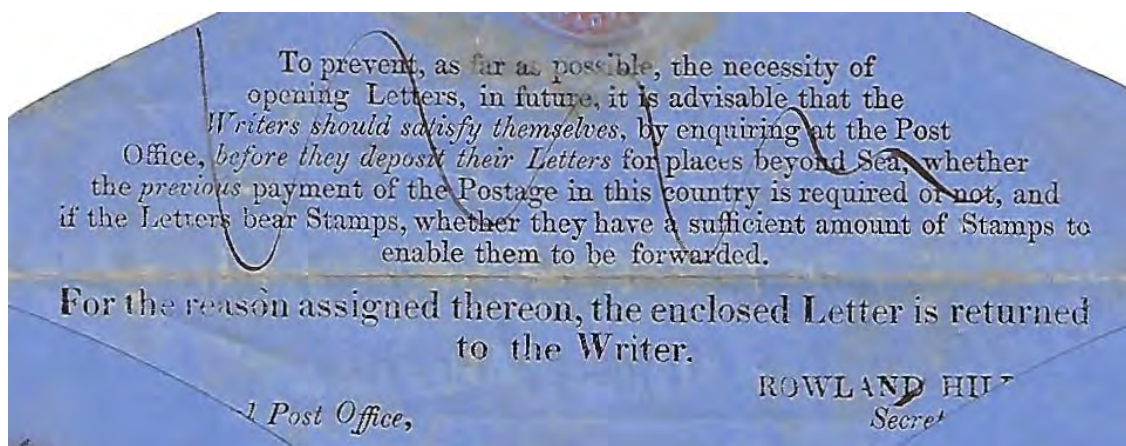 To prevent, as far as possible, the necessity of
opening Letters, in future, it is advisable that the
Writers should satisfy themselves, by enquiring at the Post
Office, before they deposit their Letters for places beyond Sea, whether
the previous payment of the Postage in this country is required or not, and
if the Letters bear Stamps, whether they have a sufficient amount of Stamps to
enable them to be forwarded.
For the reason assigned thereon, the enclosed Letter is returned
to the Writer.
ROWLAND HIL
l Post Office,
Secret